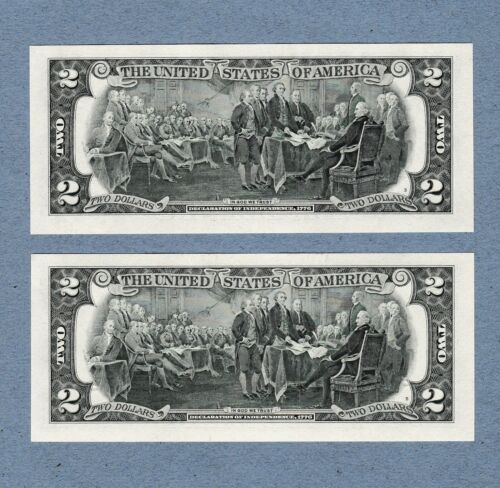 2 THE UNITED STATES OF AMERICA 2
TWO TWO
2 TWO DOLLARS IN GOD WE TRUST TWO DOLLARS 2
DECLARATION OF INDEPENDENCE, 1776
2 THE UNITED STATES OF AMERICA 2
TWO TWO
2 TWO DOLLARS IN GOD WE TRUST TWO DOLLARS 2
DECLARATION OF INDEPENDENCE, 1776